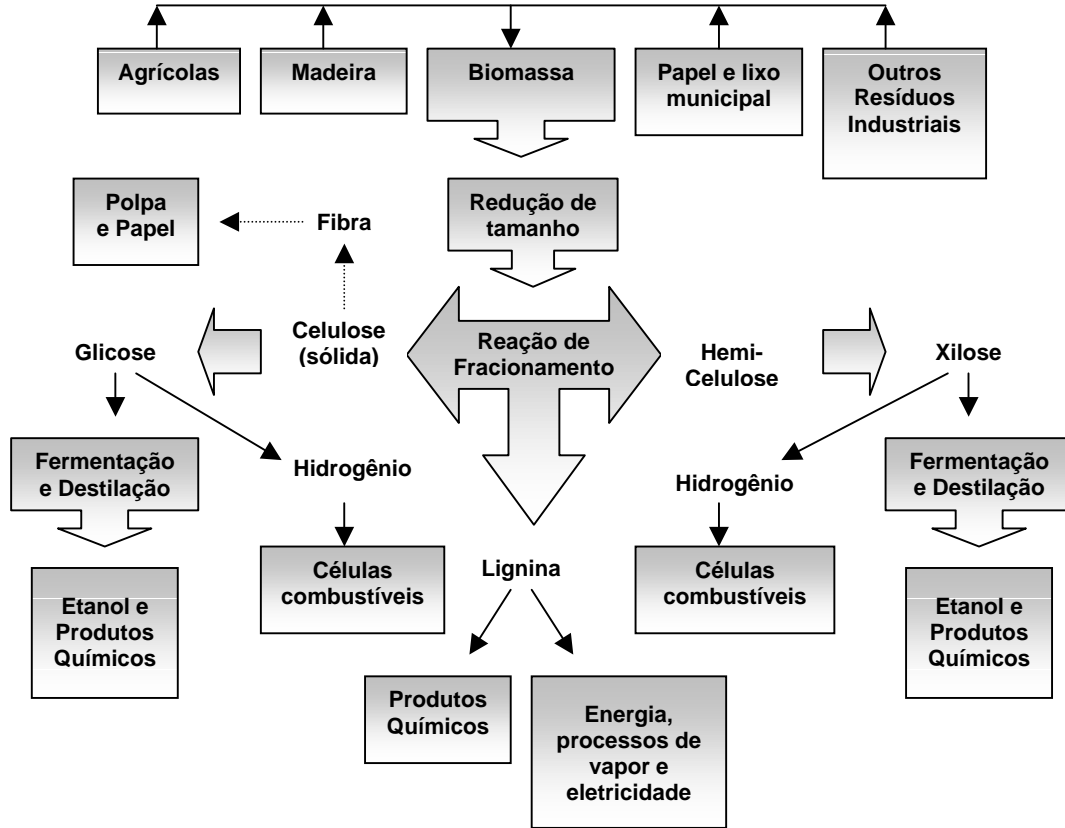 Agrícolas
Madeira
Biomassa
Papel e lixo
municipal
Outros
Resíduos
Industriais
Polpa
e Papel
Fibra
Redução de
tamanho
Glicose
Celulose
(sólida)
Reação de
Fracionamento
Hemi-
Celulose
Xilose
Fermentação
e Destilação
Hidrogênio
Hidrogênio
Fermentação
e Destilação
Etanol e
Produtos
Químicos
Células
combustíveis
Lignina
Células
combustíveis
Etanol e
Produtos
Químicos
Produtos
Químicos
Energia,
processos de
vapor e
eletricidade